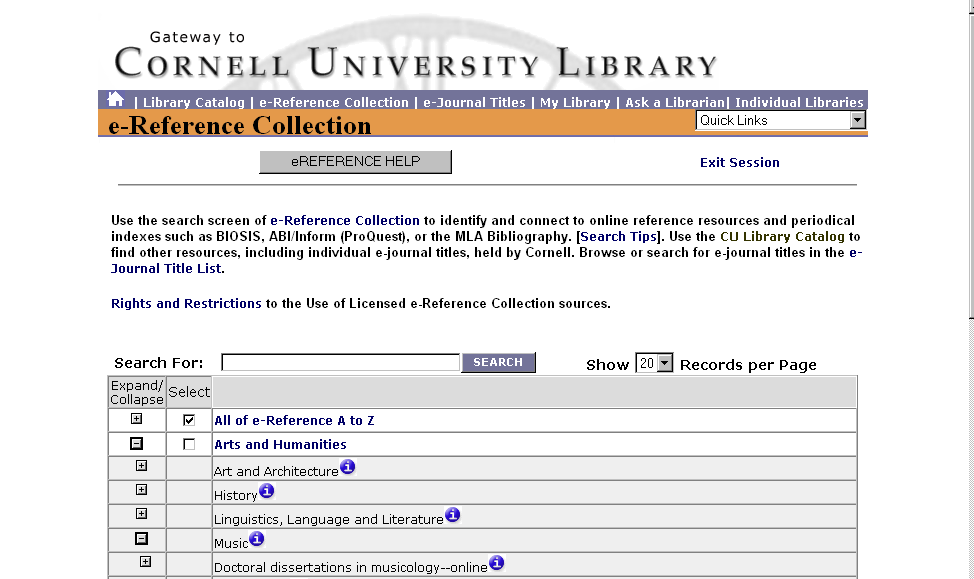 Gateway to
CORNELL UNIVERSITY LIBRARY
| Library Catalog | e-Reference Collection | e-Journal Titles | My Library | Ask a Librarian| Individual Libraries
e-Reference Collection
Quick Links
eREFERENCE HELP
Exit Session
Use the search screen of e-Reference Collection to identify and connect to online reference resources and periodical
indexes such as BIOSIS, ABI/Inform (ProQuest), or the MLA Bibliography. [Search Tips]. Use the CU Library Catalog to
find other resources, including individual e-journal titles, held by Cornell. Browse or search for e-journal titles in the e-
Journal Title List.
Rights and Restrictions to the Use of Licensed e-Reference Collection sources.
Search For: SEARCH Show 20 Records per Page
Expand/
Collapse Select
All of e-Reference A to Z
Arts and Humanities
Art and Architecture
History
Linguistics, Language and Literature
Music
Doctoral dissertations in musicology--online